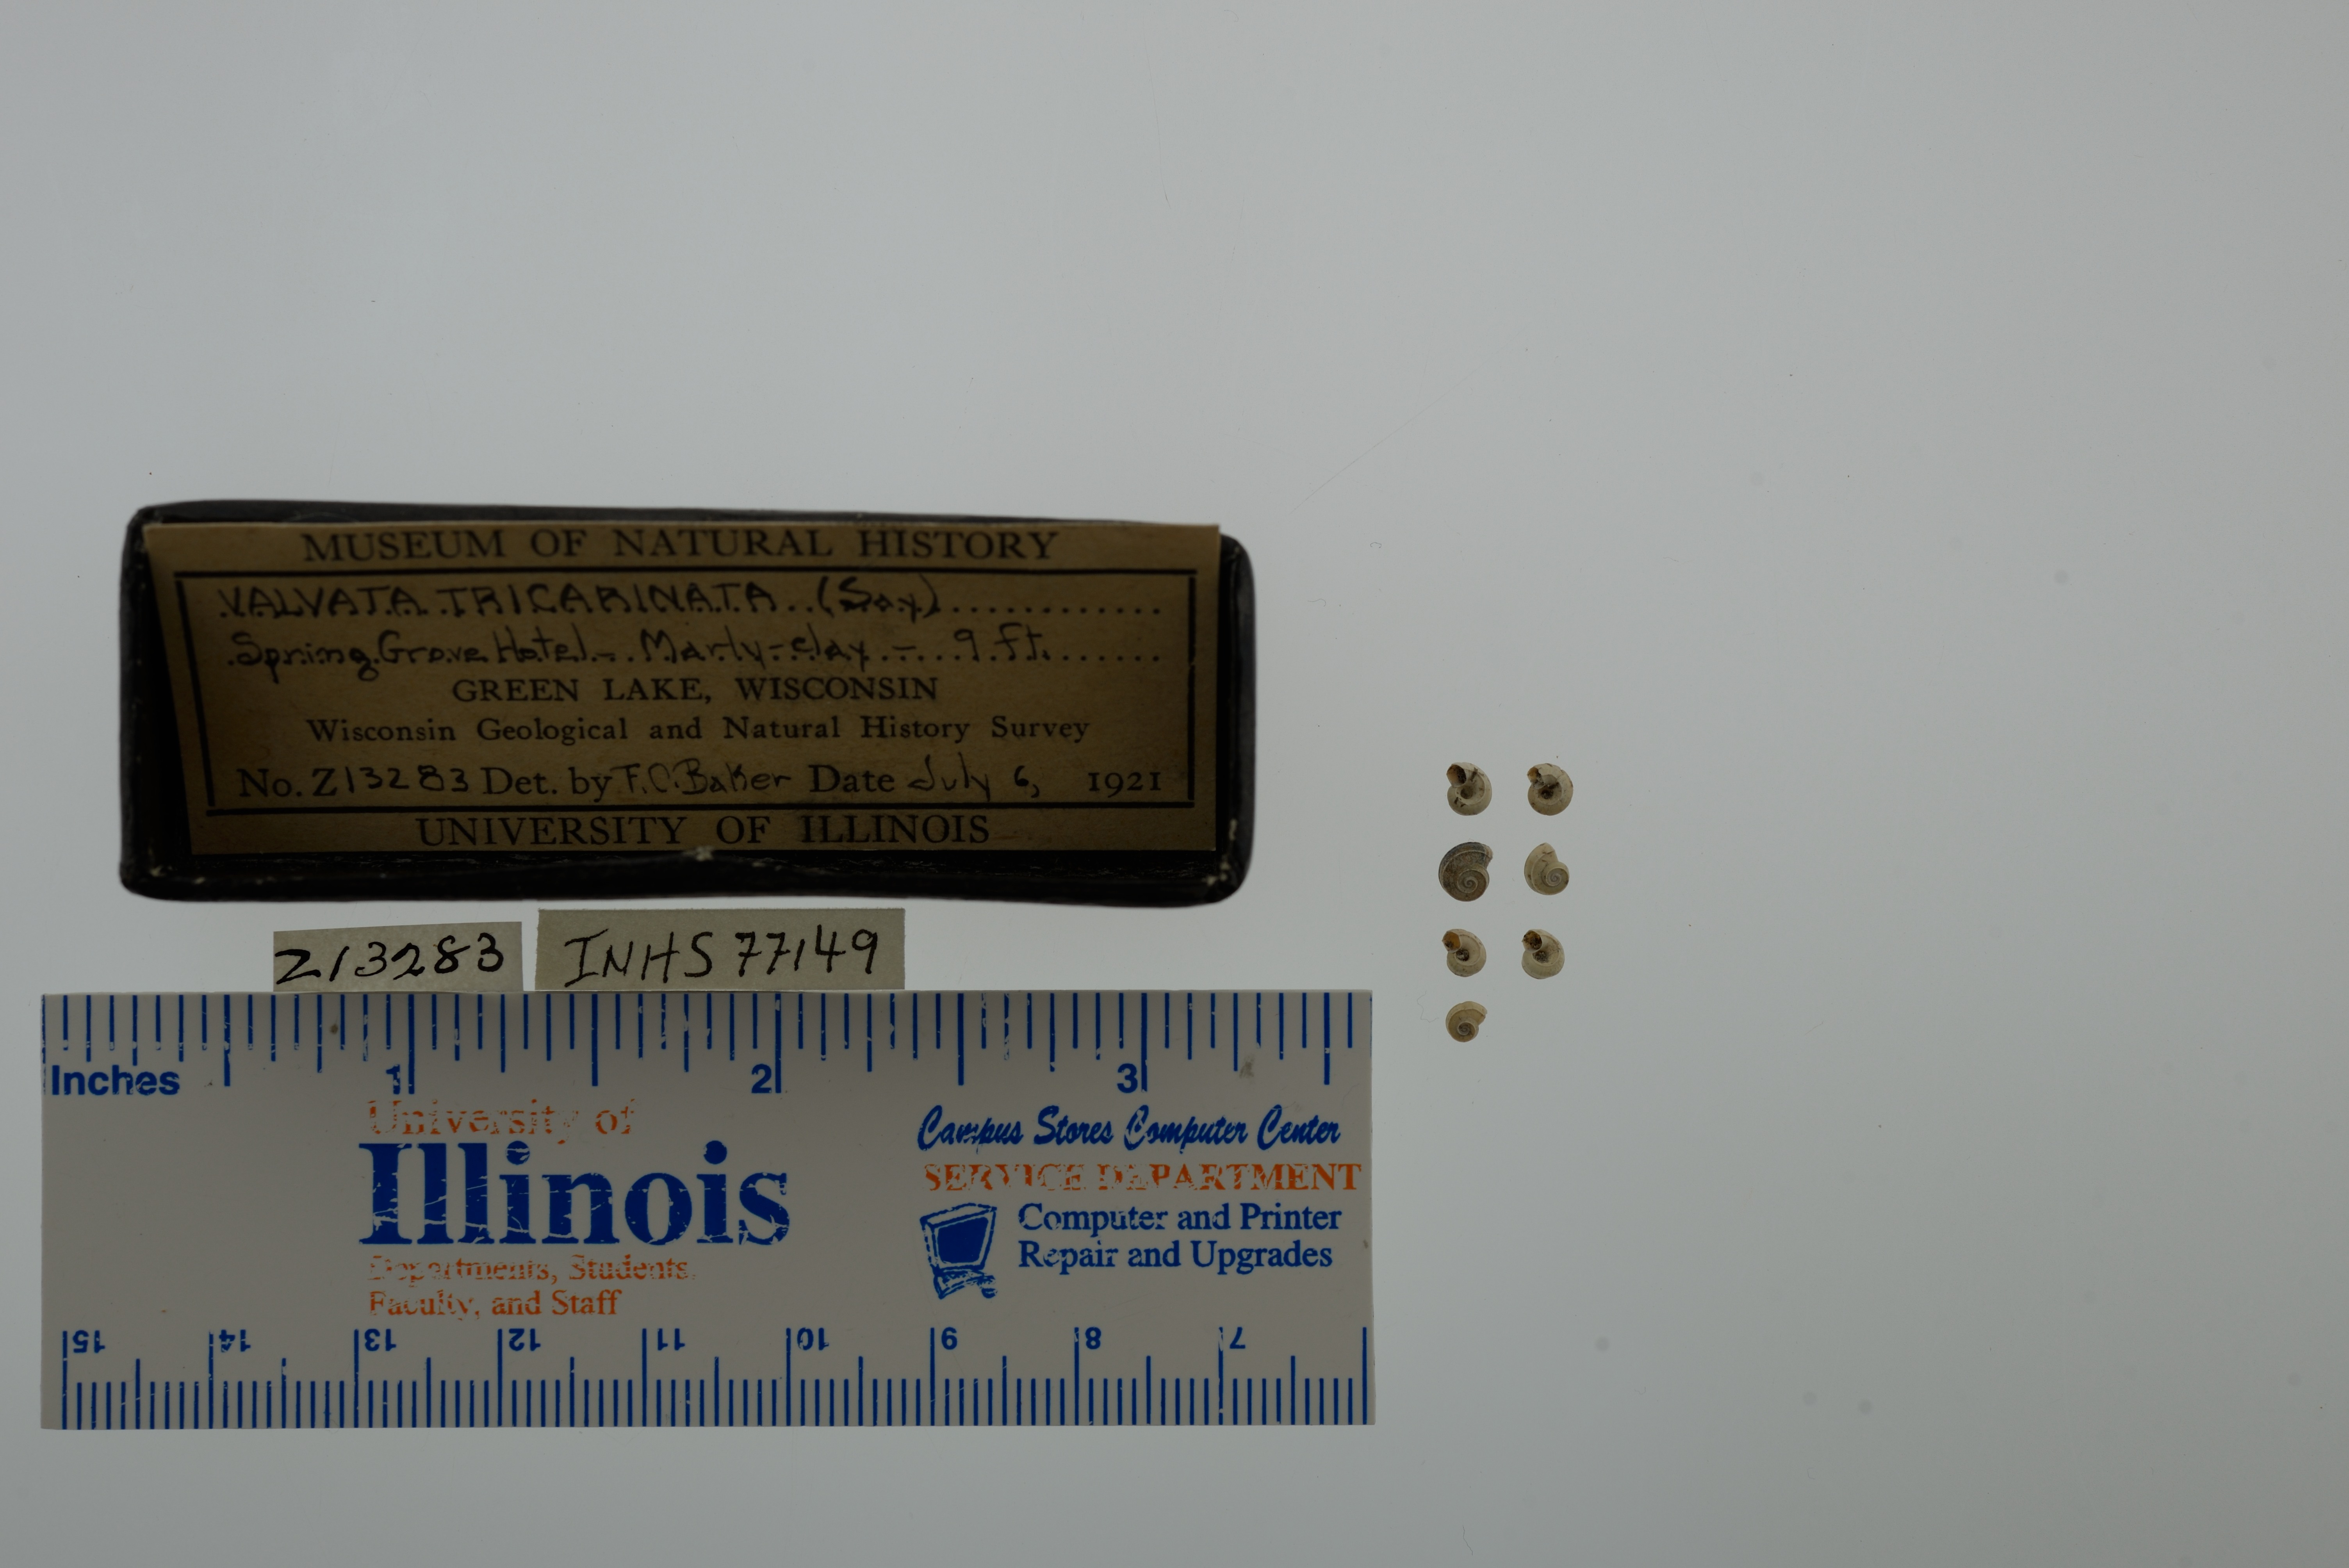 MUSEUM OF NATURAL HISTORY
VALVATA TRICARINATA (Say)
Spring Grove Hotel - Marly-clay - 9 ft.
GREEN LAKE, WISCONSIN
Wisconsin Geological and Natural History Survey
No. Z13283 Det. by F.C. Baker Date July 6, 1921
UNIVERSITY OF ILLINOIS
Z13283
INHS 77149
Inches 1 2 3
University of
Illinois
Departments, Students,
Faculty, and Staff
Campus Stores Computer Center
SERVICE DEPARTMENT
Computer and Printer
Repair and Upgrades
15 14 13 12 11 10 9 8 7